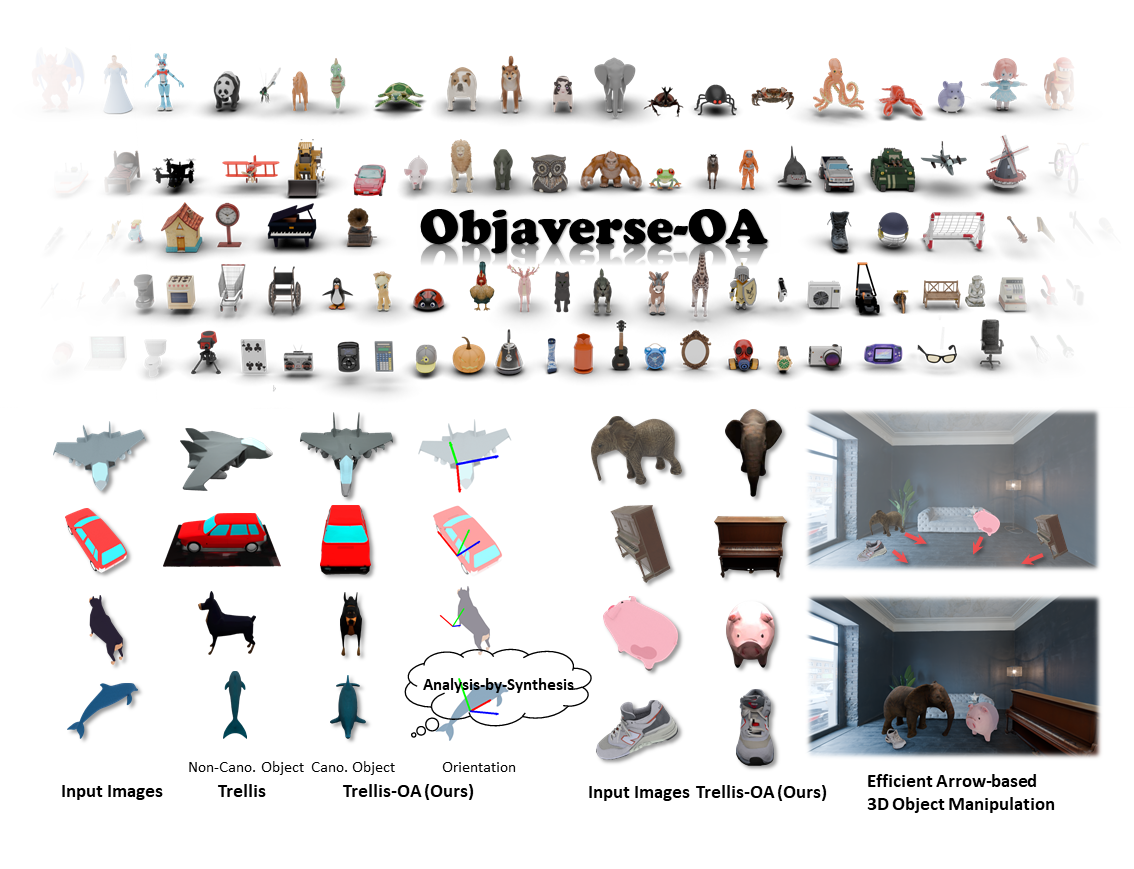 Objaverse-OA
Analysis-by-Synthesis
Non-Cano. Object Cano. Object Orientation
Input Images Trellis Trellis-OA (Ours)
Input Images Trellis-OA (Ours)
Efficient Arrow-based
3D Object Manipulation